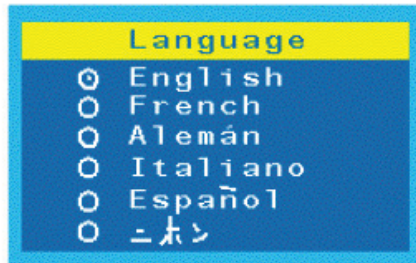 Language
English
French
Alemán
Italiano
Español
ニホン